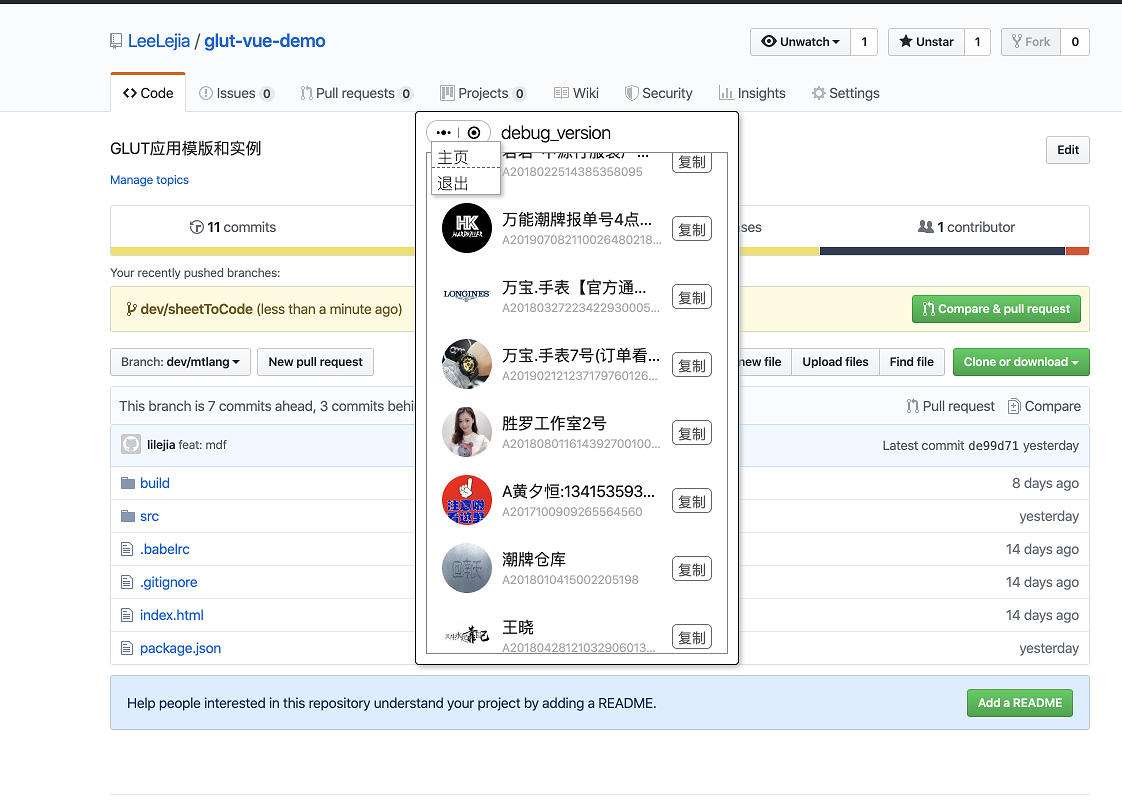 LeeLejia / glut-vue-demo
Unwatch 1
Unstar 1
Fork 0
Code
Issues 0
Pull requests 0
Projects 0
Wiki
Security
Insights
Settings
GLUT应用模版和实例
Edit
Manage topics
11 commits
1 contributor
Your recently pushed branches:
dev/sheetToCode (less than a minute ago)
Compare & pull request
Branch: dev/mtlang
New pull request
new file
Upload files
Find file
Clone or download
This branch is 7 commits ahead, 3 commits behi
Pull request
Compare
lilejia feat: mdf
Latest commit de99d71 yesterday
build
8 days ago
src
yesterday
.babelrc
14 days ago
.gitignore
14 days ago
index.html
14 days ago
package.json
yesterday
Help people interested in this repository understand your project by adding a README.
Add a README
debug_version
主页
退出
A2018022514385358095
复制
HK
万能潮牌报单号4点...
A201907082110026480218...
复制
LONGINES
万宝.手表【官方通...
A20180327223422930005...
复制
万宝.手表7号(订单看...
A201902121237179760126...
复制
胜罗工作室2号
A201808011614392700100...
复制
注意啦
看这里
A黄夕恒:134153593...
A2017100909265564560
复制
潮牌仓库
A2018010415002205198
复制
王晓
A20180428121032906013...
复制